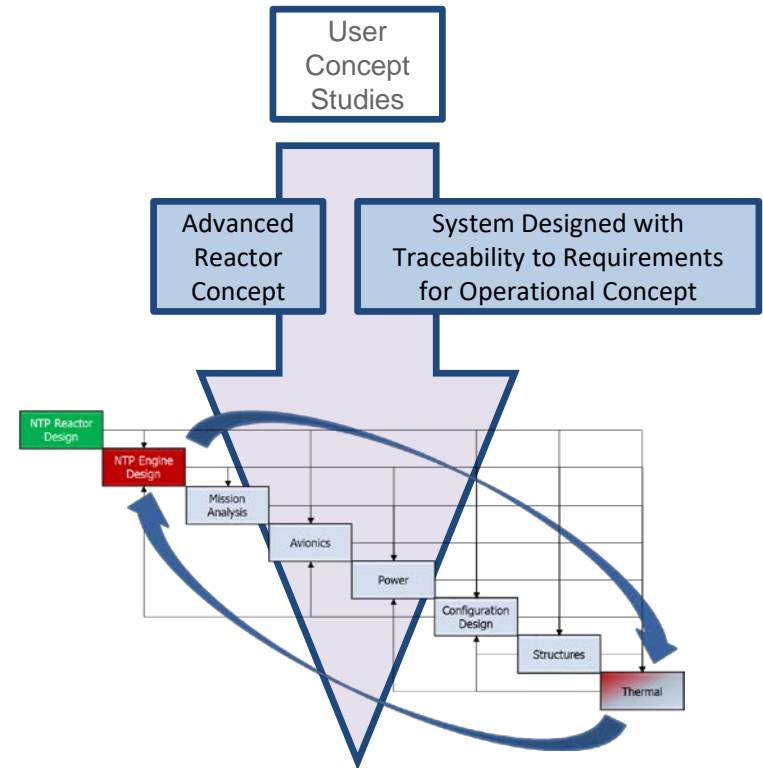 User
Concept
Studies
Advanced
Reactor
Concept
System Designed with
Traceability to Requirements
for Operational Concept
NTP Reactor
Design
NTP Engine
Design
Mission
Analysis
Avionics
Power
Configuration
Design
Structures
Thermal